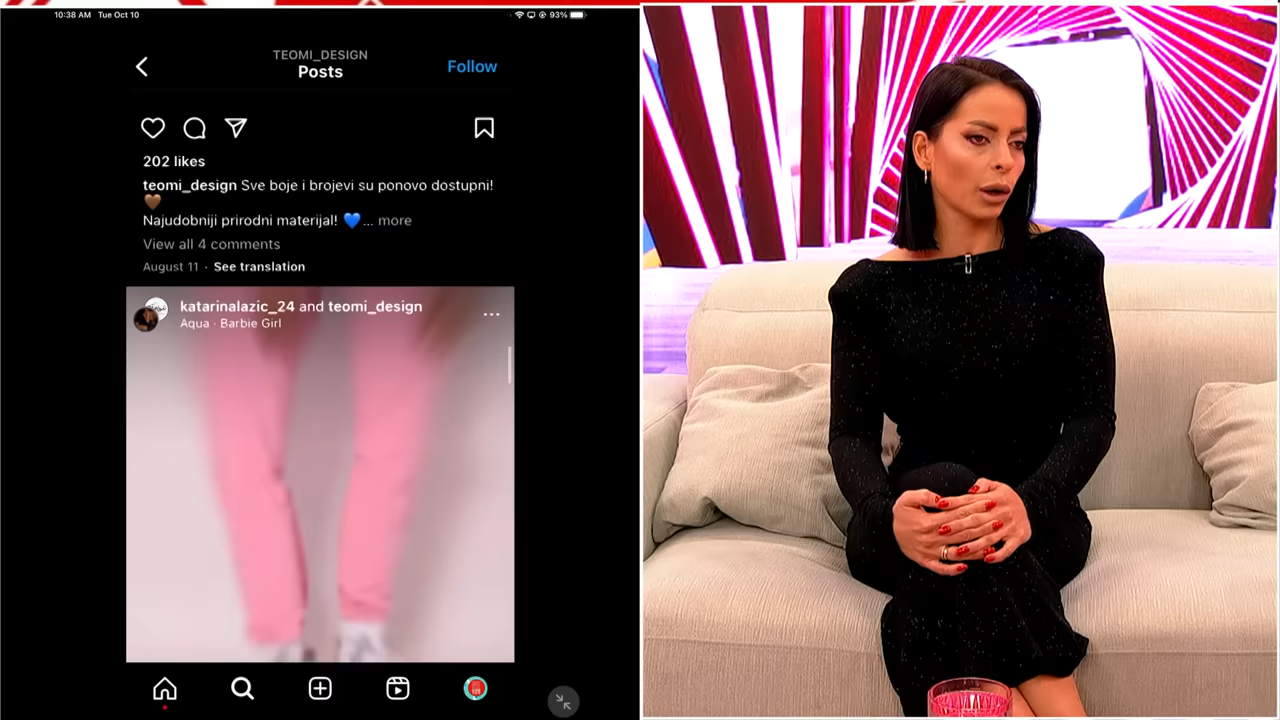 10:38 AM Tue Oct 10
93%
TEOMI_DESIGN
Posts
Follow
202 likes
teomi_design Sve boje i brojevi su ponovo dostupni!
🤎
Najudobniji prirodni materijal! 💙... more
View all 4 comments
August 11 · See translation
katarinalazic_24 and teomi_design
Aqua · Barbie Girl